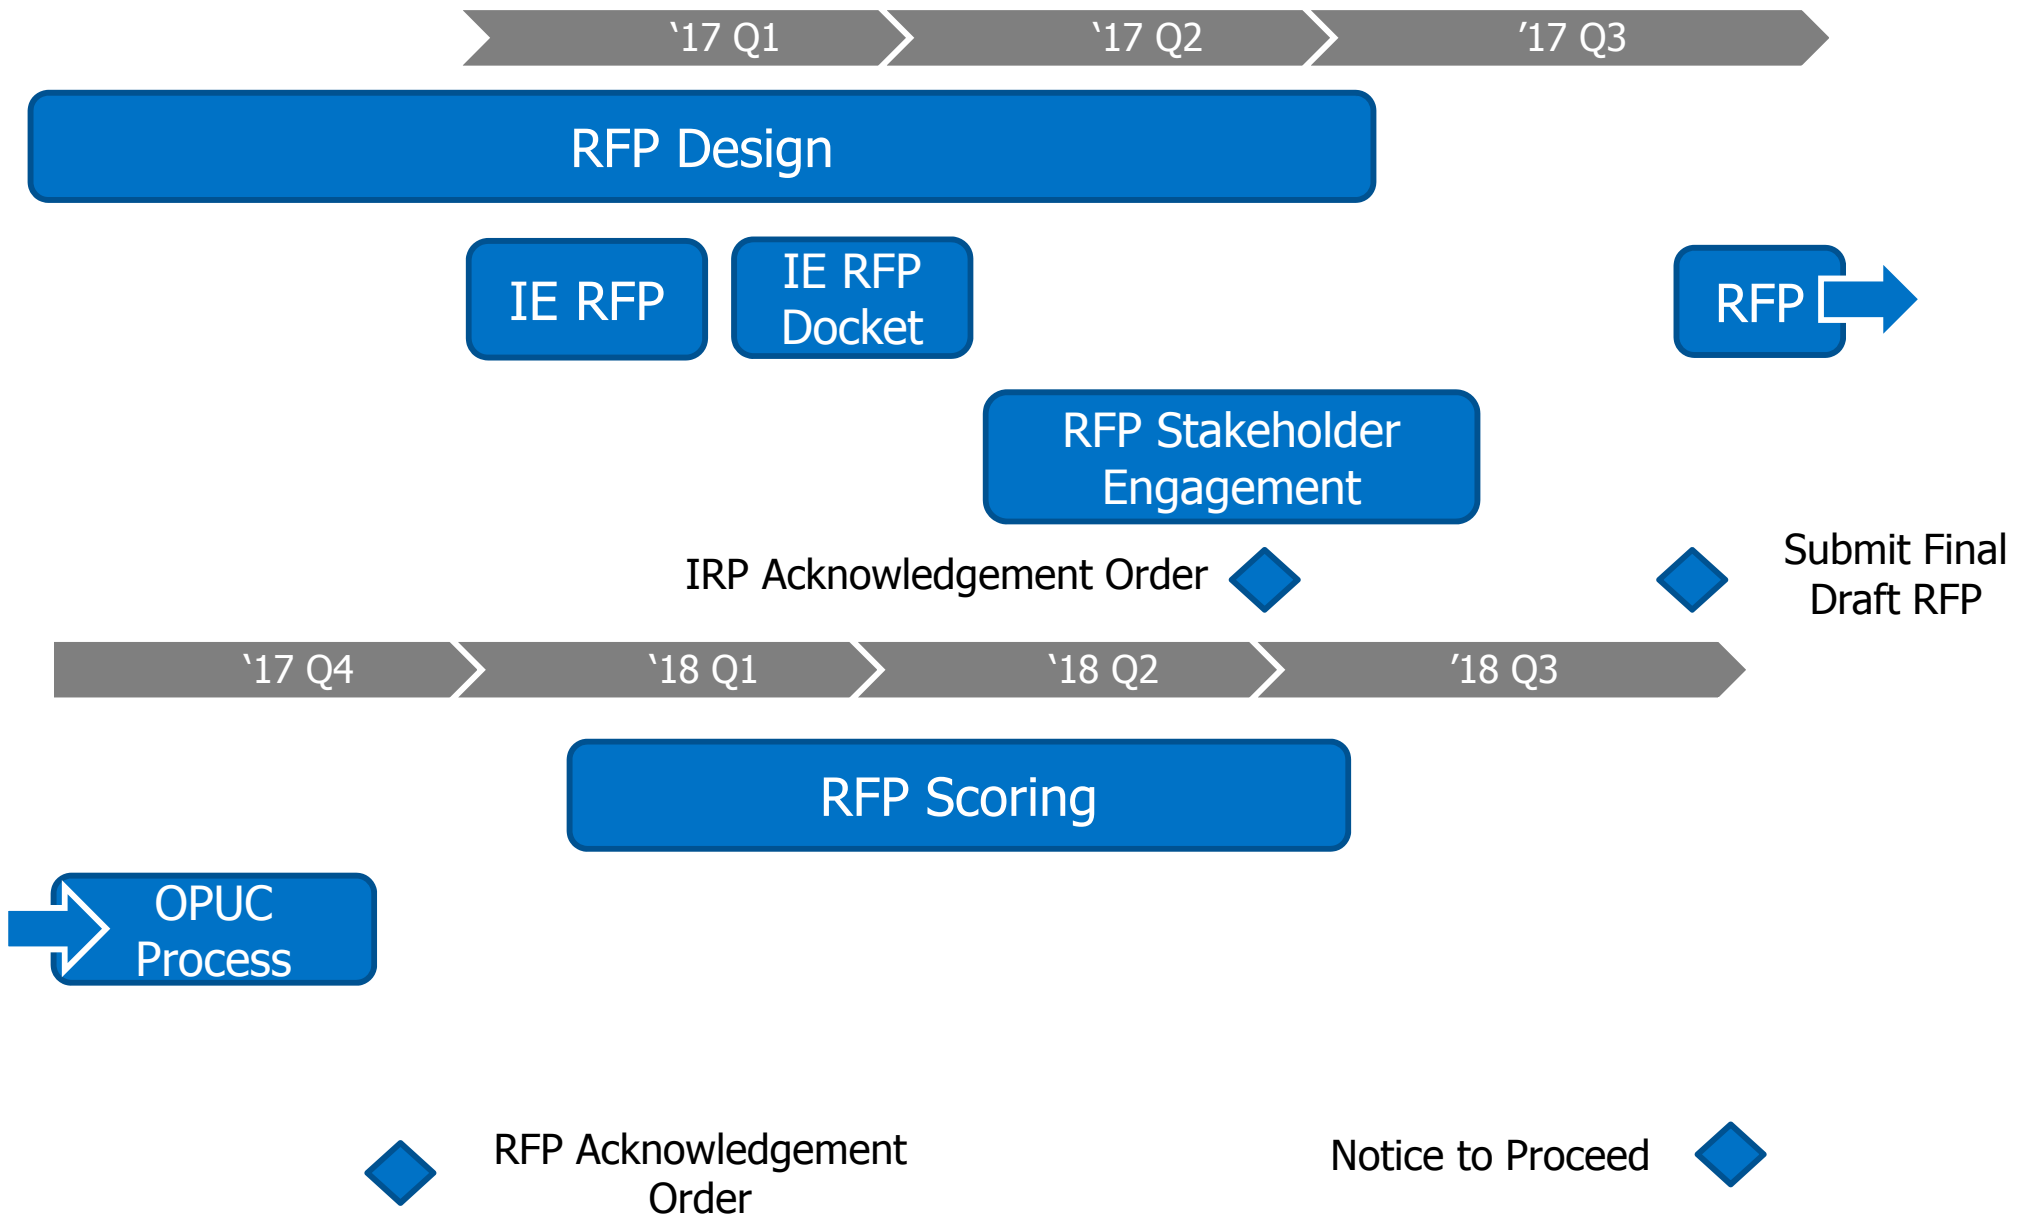 ‘17 Q1
‘17 Q2
’17 Q3
RFP Design
IE RFP
IE RFP
Docket
RFP
RFP Stakeholder
Engagement
IRP Acknowledgement Order
Submit Final
Draft RFP
‘17 Q4
‘18 Q1
‘18 Q2
’18 Q3
RFP Scoring
OPUC
Process
RFP Acknowledgement
Order
Notice to Proceed